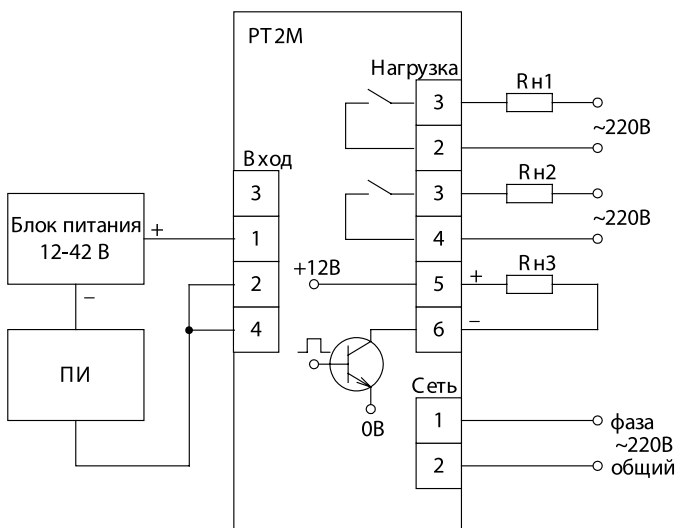 РТ2М
Нагрузка
3
Rн1
~220В
2
Вход
3
3
Rн2
Блок питания
12-42 В
+
1
4
~220В
–
2
+12В
5
+
Rн3
4
6
–
ПИ
0В
Сеть
1
фаза
~220В
2
общий